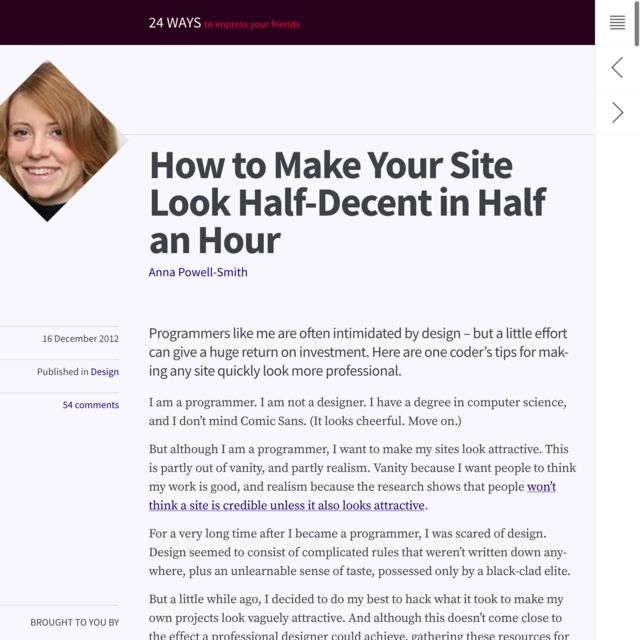 24 WAYS to impress your friends
How to Make Your Site
Look Half-Decent in Half
an Hour
Anna Powell-Smith
16 December 2012
Published in Design
54 comments
Programmers like me are often intimidated by design – but a little effort
can give a huge return on investment. Here are one coder’s tips for mak-
ing any site quickly look more professional.
I am a programmer. I am not a designer. I have a degree in computer science,
and I don’t mind Comic Sans. (It looks cheerful. Move on.)
But although I am a programmer, I want to make my sites look attractive. This
is partly out of vanity, and partly realism. Vanity because I want people to think
my work is good, and realism because the research shows that people won’t
think a site is credible unless it also looks attractive.
For a very long time after I became a programmer, I was scared of design.
Design seemed to consist of complicated rules that weren’t written down any-
where, plus an unlearnable sense of taste, possessed only by a black-clad elite.
BROUGHT TO YOU BY
But a little while ago, I decided to do my best to hack what it took to make my
own projects look vaguely attractive. And although this doesn’t come close to
the effect a professional designer could achieve, gathering these resources for